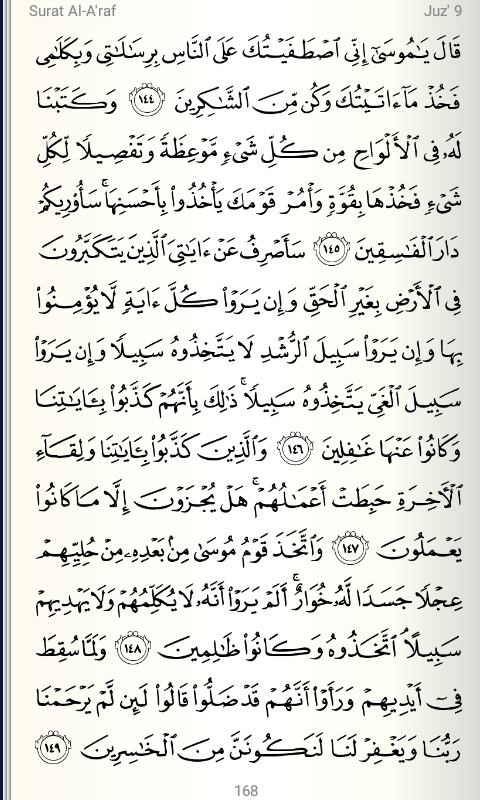 Surat Al-A'raf Juz' 9
قَالَ يَـٰمُوسَىٰٓ إِنِّى ٱصْطَفَيْتُكَ عَلَى ٱلنَّاسِ بِرِسَـٰلَـٰتِى وَبِكَلَـٰمِى
فَخُذْ مَآ ءَاتَيْتُكَ وَكُن مِّنَ ٱلشَّـٰكِرِينَ ١٤٤ وَكَتَبْنَا
لَهُۥ فِى ٱلْأَلْوَاحِ مِن كُلِّ شَىْءٍ مَّوْعِظَةً وَتَفْصِيلًا لِّكُلِّ
شَىْءٍ فَخُذْهَا بِقُوَّةٍ وَأْمُرْ قَوْمَكَ يَأْخُذُوا۟ بِأَحْسَنِهَا ۚ سَأُو۟رِيكُمْ
دَارَ ٱلْفَـٰسِقِينَ ١٤٥ سَأَصْرِفُ عَنْ ءَايَـٰتِىَ ٱلَّذِينَ يَتَكَبَّرُونَ
فِى ٱلْأَرْضِ بِغَيْرِ ٱلْحَقِّ وَإِن يَرَوْا۟ كُلَّ ءَايَةٍ لَّا يُؤْمِنُوا۟
بِهَا وَإِن يَرَوْا۟ سَبِيلَ ٱلرُّشْدِ لَا يَتَّخِذُوهُ سَبِيلًا وَإِن يَرَوْا۟
سَبِيلَ ٱلْغَىِّ يَتَّخِذُوهُ سَبِيلًا ۚ ذَٰلِكَ بِأَنَّهُمْ كَذَّبُوا۟ بِـَٔايَـٰتِنَا
وَكَانُوا۟ عَنْهَا غَـٰفِلِينَ ١٤٦ وَٱلَّذِينَ كَذَّبُوا۟ بِـَٔايَـٰتِنَا وَلِقَآءِ
ٱلْـَٔاخِرَةِ حَبِطَتْ أَعْمَـٰلُهُمْ ۚ هَلْ يُجْزَوْنَ إِلَّا مَا كَانُوا۟
يَعْمَلُونَ ١٤٧ وَٱتَّخَذَ قَوْمُ مُوسَىٰ مِنۢ بَعْدِهِۦ مِنْ حُلِيِّهِمْ
عِجْلًا جَسَدًا لَّهُۥ خُوَارٌ ۚ أَلَمْ يَرَوْا۟ أَنَّهُۥ لَا يُكَلِّمُهُمْ وَلَا يَهْدِيهِمْ
سَبِيلًا ۘ ٱتَّخَذُوهُ وَكَانُوا۟ ظَـٰلِمِينَ ١٤٨ وَلَمَّا سُقِطَ
فِىٓ أَيْدِيهِمْ وَرَأَوْا۟ أَنَّهُمْ قَدْ ضَلُّوا۟ قَالُوا۟ لَئِن لَّمْ يَرْحَمْنَا
رَبُّنَا وَيَغْفِرْ لَنَا لَنَكُونَنَّ مِنَ ٱلْخَـٰسِرِينَ ١٤٩
168